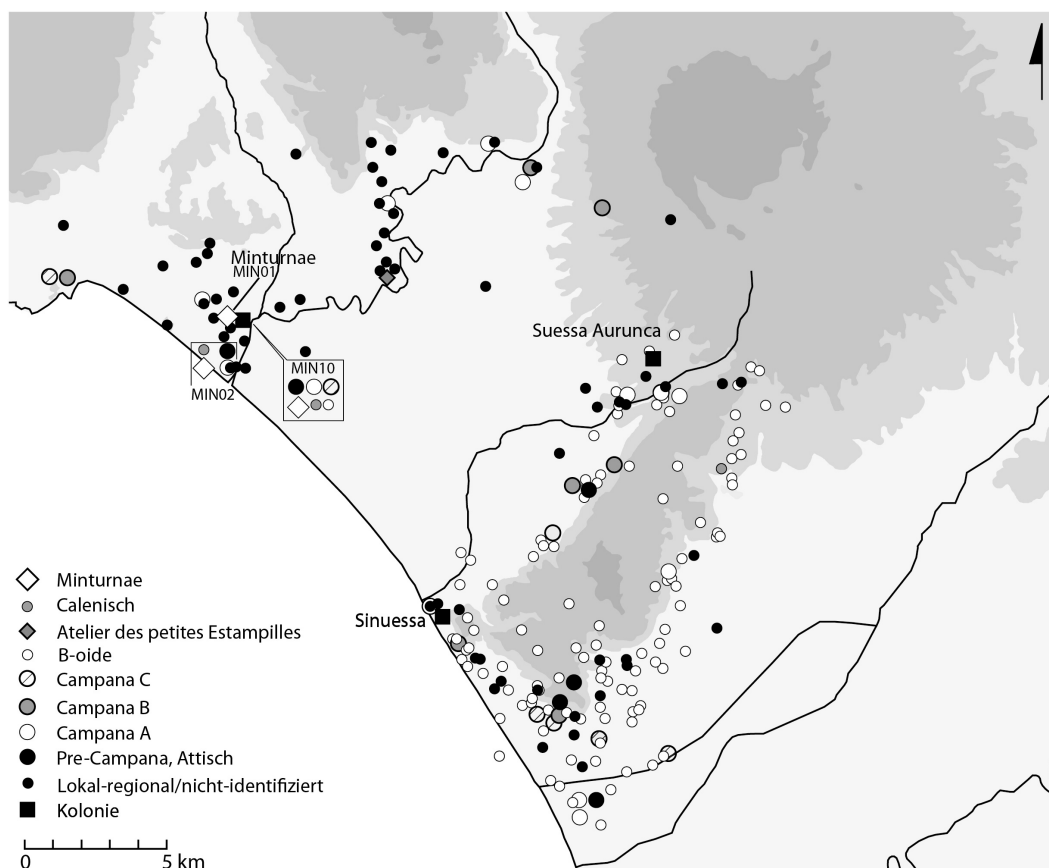 Minturnae
MIN01
Suessa Aurunca
MIN10
MIN02
Sinuessa
Minturnae
Calenisch
Atelier des petites Estampilles
B-oide
Campana C
Campana B
Campana A
Pre-Campana, Attisch
Lokal-regional/nicht-identifiziert
Kolonie
0 5 km